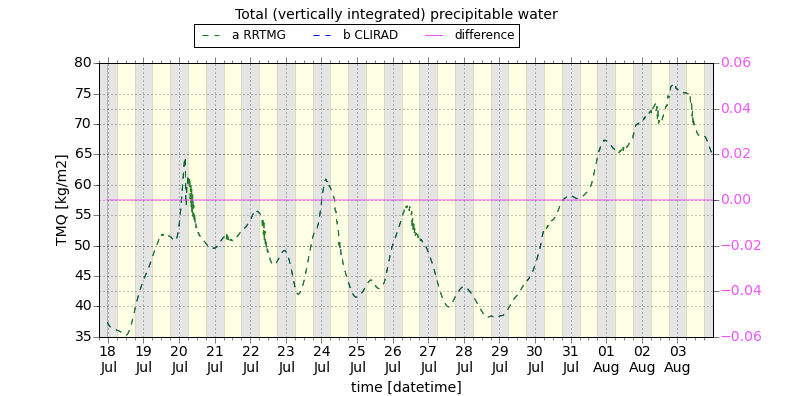 Total (vertically integrated) precipitable water
a RRTMG b CLIRAD difference
80
75
70
65
60
55
50
45
40
35
TMQ [kg/m2]
0.06
0.04
0.02
0.00
−0.02
−0.04
−0.06
18 19 20 21 22 23 24 25 26 27 28 29 30 31 01 02 03
Jul Jul Jul Jul Jul Jul Jul Jul Jul Jul Jul Jul Jul Jul Aug Aug Aug
time [datetime]